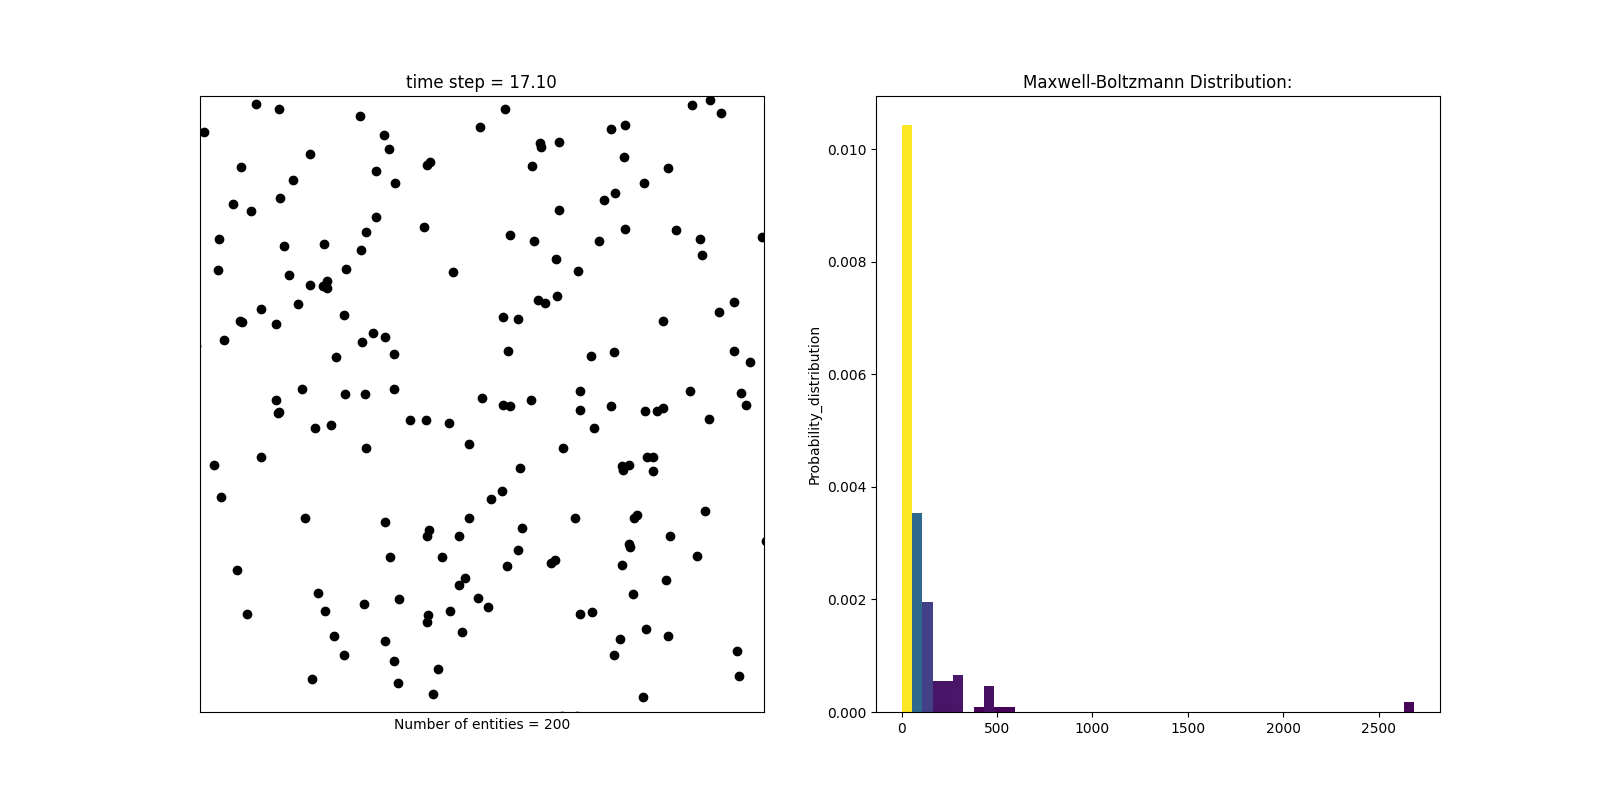 time step = 17.10
Number of entities = 200
Maxwell-Boltzmann Distribution:
Probability_distribution
0.010
0.008
0.006
0.004
0.002
0.000
0 500 1000 1500 2000 2500